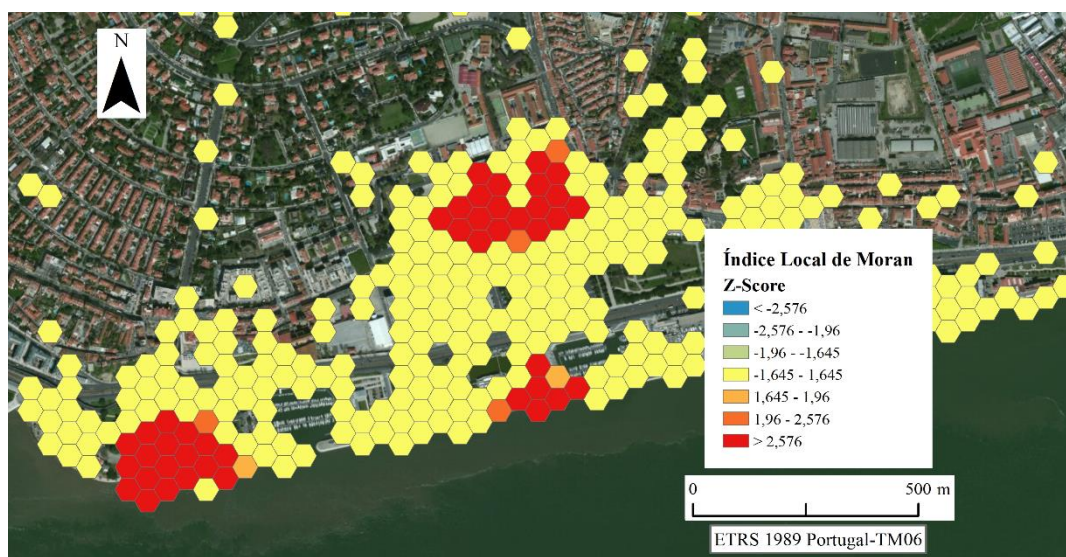 N
Índice Local de Moran
Z-Score
< -2,576
-2,576 - -1,96
-1,96 - -1,645
-1,645 - 1,645
1,645 - 1,96
1,96 - 2,576
> 2,576
0 500 m
ETRS 1989 Portugal-TM06